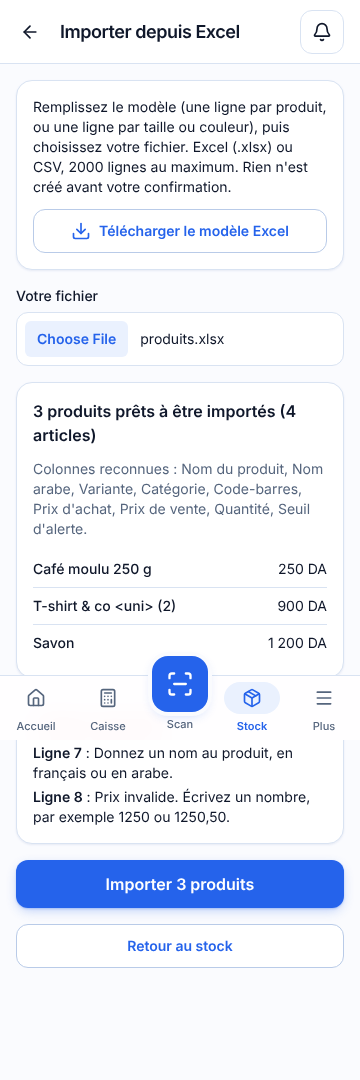 Importer depuis Excel
Remplissez le modèle (une ligne par produit,
ou une ligne par taille ou couleur), puis
choisissez votre fichier. Excel (.xlsx) ou
CSV, 2000 lignes au maximum. Rien n'est
créé avant votre confirmation.
Télécharger le modèle Excel
Votre fichier
Choose File produits.xlsx
3 produits prêts à être importés (4
articles)
Colonnes reconnues : Nom du produit, Nom
arabe, Variante, Catégorie, Code-barres,
Prix d'achat, Prix de vente, Quantité, Seuil
d'alerte.
Café moulu 250 g 250 DA
T-shirt & co <uni> (2) 900 DA
Savon 1 200 DA
Accueil Caisse Scan Stock Plus
Ligne 7 : Donnez un nom au produit, en
français ou en arabe.
Ligne 8 : Prix invalide. Écrivez un nombre,
par exemple 1250 ou 1250,50.
Importer 3 produits
Retour au stock